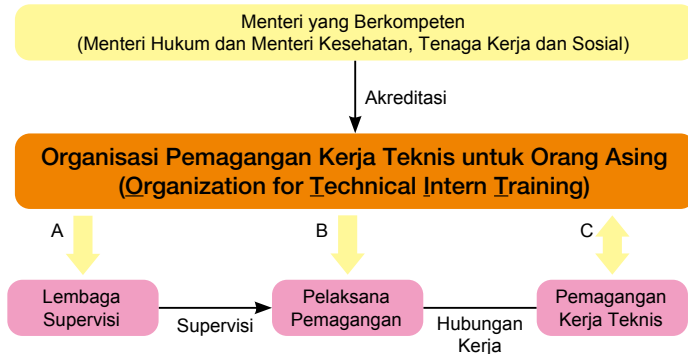 Menteri yang Berkompeten
(Menteri Hukum dan Menteri Kesehatan, Tenaga Kerja dan Sosial)
Akreditasi
Organisasi Pemagangan Kerja Teknis untuk Orang Asing
(Organization for Technical Intern Training)
A
B
C
Lembaga
Supervisi
Supervisi
Pelaksana
Pemagangan
Hubungan
Kerja
Pemagangan
Kerja Teknis